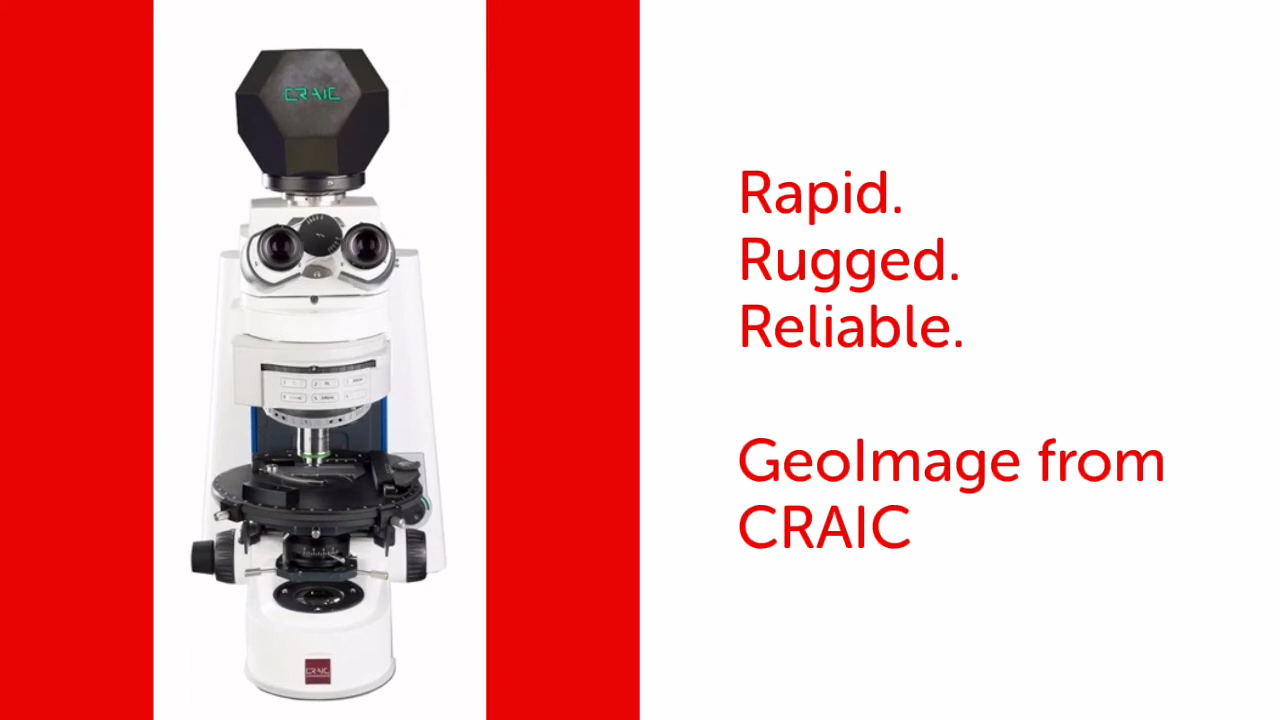 CRAIC
Rapid.
Rugged.
Reliable.
GeoImage from
CRAIC
CRAIC